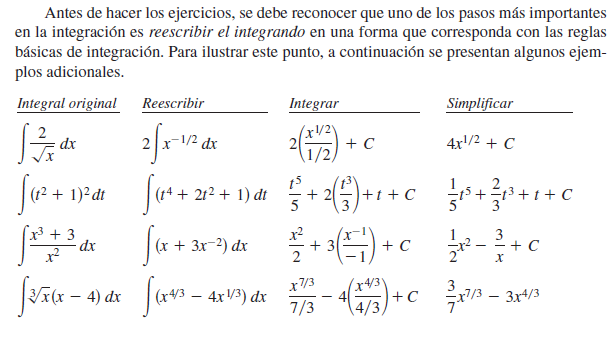 Antes de hacer los ejercicios, se debe reconocer que uno de los pasos más importantes
en la integración es reescribir el integrando en una forma que corresponda con las reglas
básicas de integración. Para ilustrar este punto, a continuación se presentan algunos ejem-
plos adicionales.
Integral original Reescribir Integrar Simplificar
∫ 2/√x dx 2∫ x^{-1/2} dx 2(x^{1/2}/(1/2)) + C 4x^{1/2} + C
∫ (t² + 1)² dt ∫ (t⁴ + 2t² + 1) dt t⁵/5 + 2(t³/3) + t + C 1/5 t⁵ + 2/3 t³ + t + C
∫ (x³ + 3)/x² dx ∫ (x + 3x^{-2}) dx x²/2 + 3(x^{-1}/(-1)) + C 1/2 x² − 3/x + C
∫ ∛x(x − 4) dx ∫ (x^{4/3} − 4x^{1/3}) dx x^{7/3}/(7/3) − 4(x^{4/3}/(4/3)) + C 3/7 x^{7/3} − 3x^{4/3}